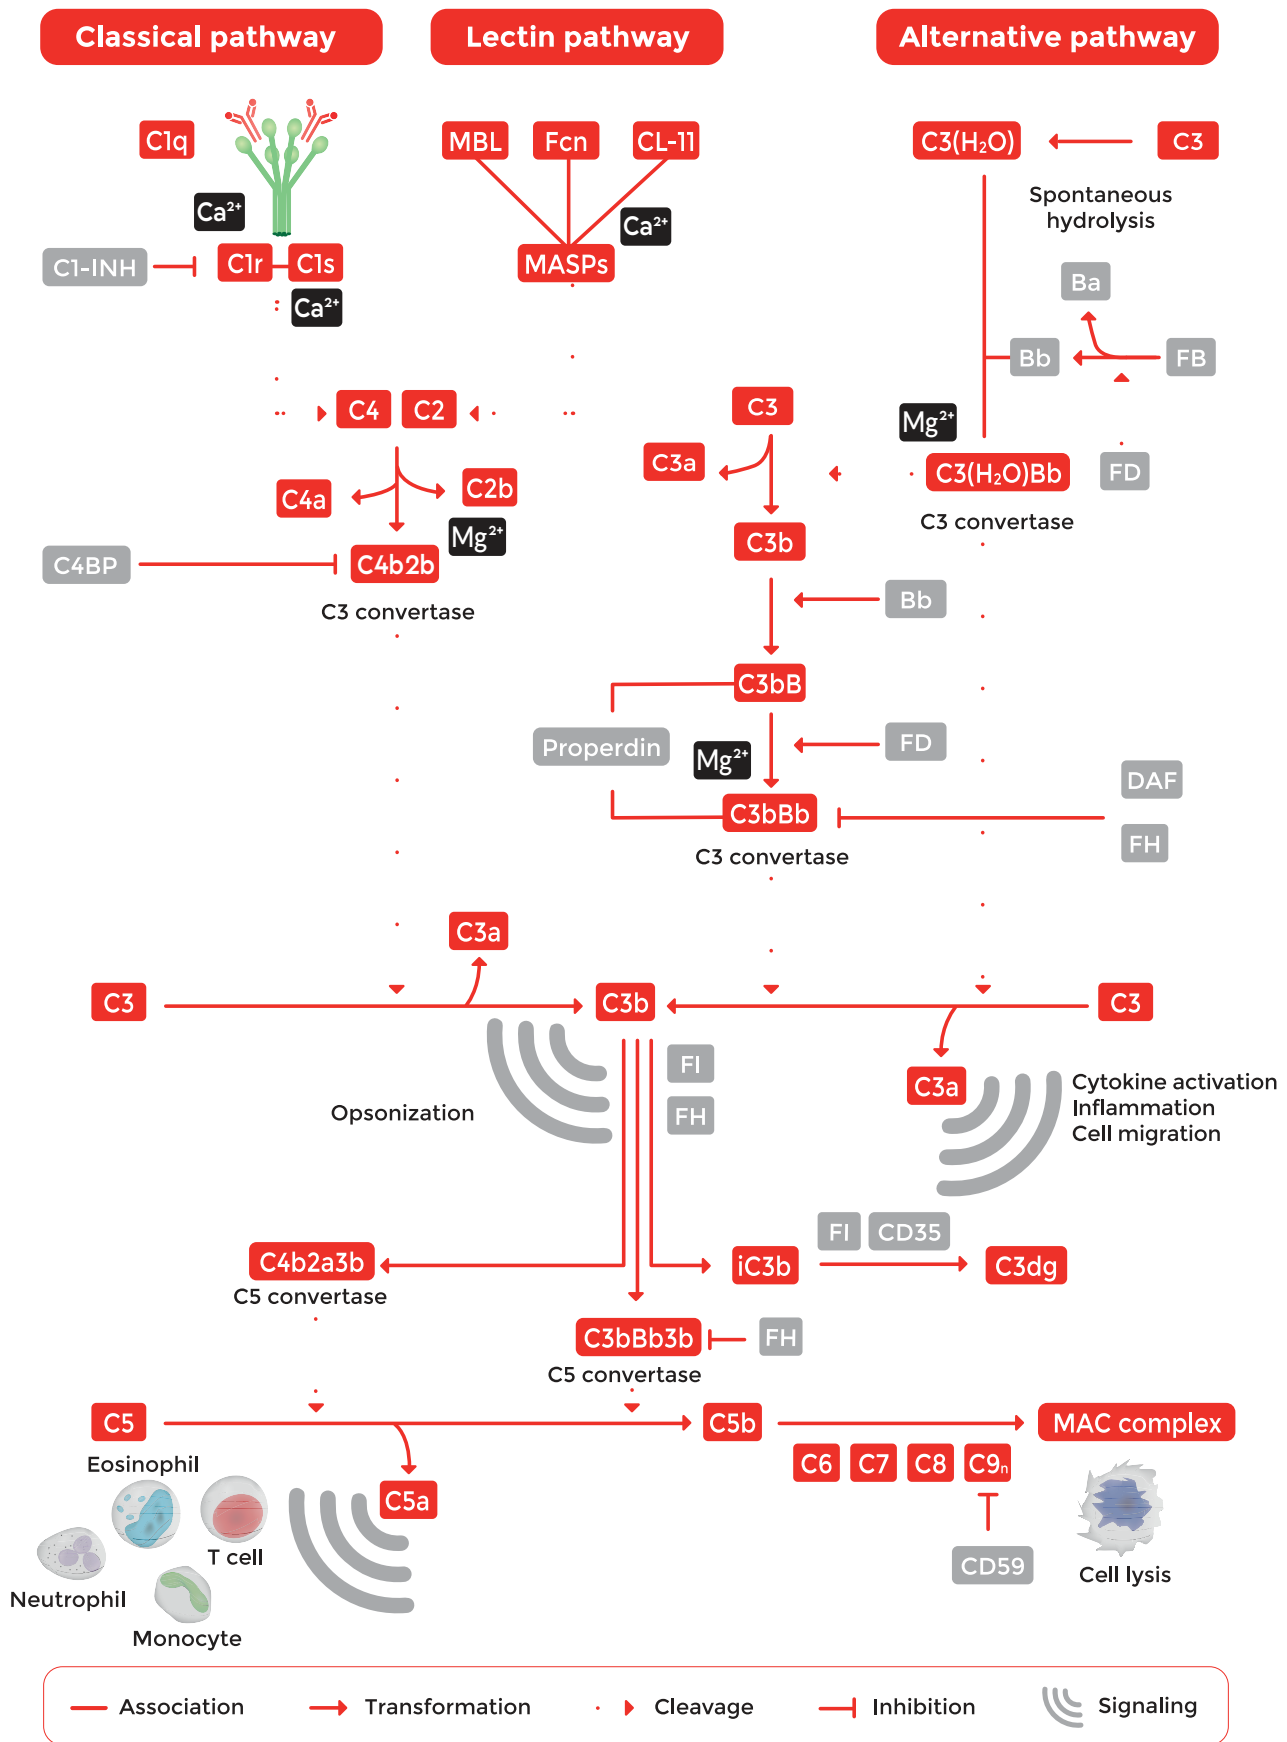 Classical pathway
Lectin pathway
Alternative pathway
C1q
MBL
Fcn
CL-11
C3(H₂O)
C3
Spontaneous
hydrolysis
Ca²⁺
Ca²⁺
C1-INH
C1r
C1s
MASPs
Ca²⁺
Ba
Bb
FB
C4
C2
C3
Mg²⁺
C3a
C3(H₂O)Bb
FD
C3 convertase
C4a
C2b
Mg²⁺
C3b
C4BP
C4b2b
C3 convertase
Bb
C3bB
Properdin
Mg²⁺
FD
DAF
C3bBb
FH
C3 convertase
C3a
C3
C3b
C3
FI
FH
Opsonization
C3a
Cytokine activation
Inflammation
Cell migration
FI
CD35
C4b2a3b
C5 convertase
iC3b
C3dg
C3bBb3b
FH
C5 convertase
C5
C5b
MAC complex
C6
C7
C8
C9ₙ
Eosinophil
C5a
T cell
CD59
Cell lysis
Neutrophil
Monocyte
Association
Transformation
Cleavage
Inhibition
Signaling